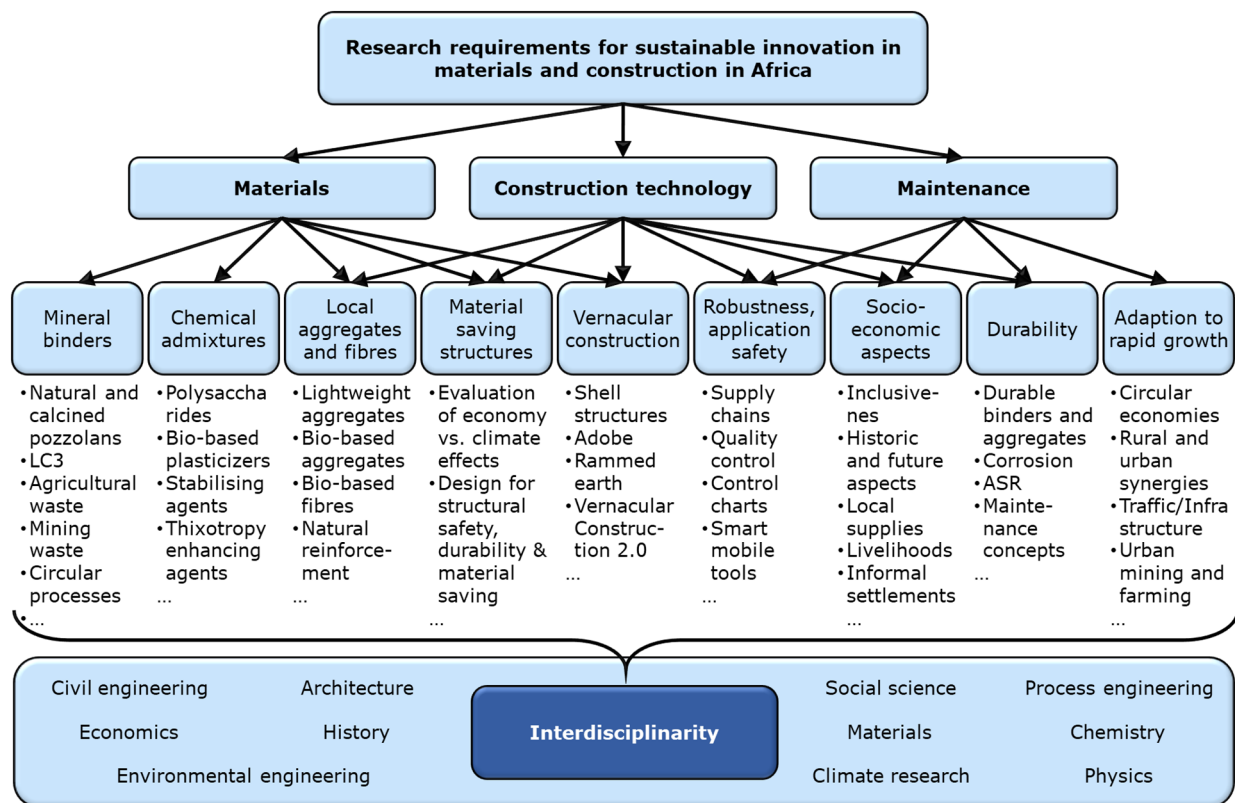 Research requirements for sustainable innovation in
materials and construction in Africa
Materials
Construction technology
Maintenance
Mineral
binders
Chemical
admixtures
Local
aggregates
and fibres
Material
saving
structures
Vernacular
construction
Robustness,
application
safety
Socio-
economic
aspects
Durability
Adaption to
rapid growth
•Natural and
calcined
pozzolans
•LC3
•Agricultural
waste
•Mining
waste
•Circular
processes
•...
•Polysaccha
rides
•Bio-based
plasticizers
•Stabilising
agents
•Thixotropy
enhancing
agents
...
•Lightweight
aggregates
•Bio-based
aggregates
•Bio-based
fibres
•Natural
reinforce-
ment
...
•Evaluation
of economy
vs. climate
effects
•Design for
structural
safety,
durability &
material
saving
...
•Shell
structures
•Adobe
•Rammed
earth
•Vernacular
Construc-
tion 2.0
...
•Supply
chains
•Quality
control
•Control
charts
•Smart
mobile
tools
...
•Inclusive-
nes
•Historic
and future
aspects
•Local
supplies
•Livelihoods
•Informal
settlements
...
•Durable
binders and
aggregates
•Corrosion
•ASR
•Mainte-
nance
concepts
...
•Circular
economies
•Rural and
urban
synergies
•Traffic/Infra
structure
•Urban
mining and
farming
...
Civil engineering
Architecture
Economics
History
Environmental engineering
Interdisciplinarity
Social science
Process engineering
Materials
Chemistry
Climate research
Physics